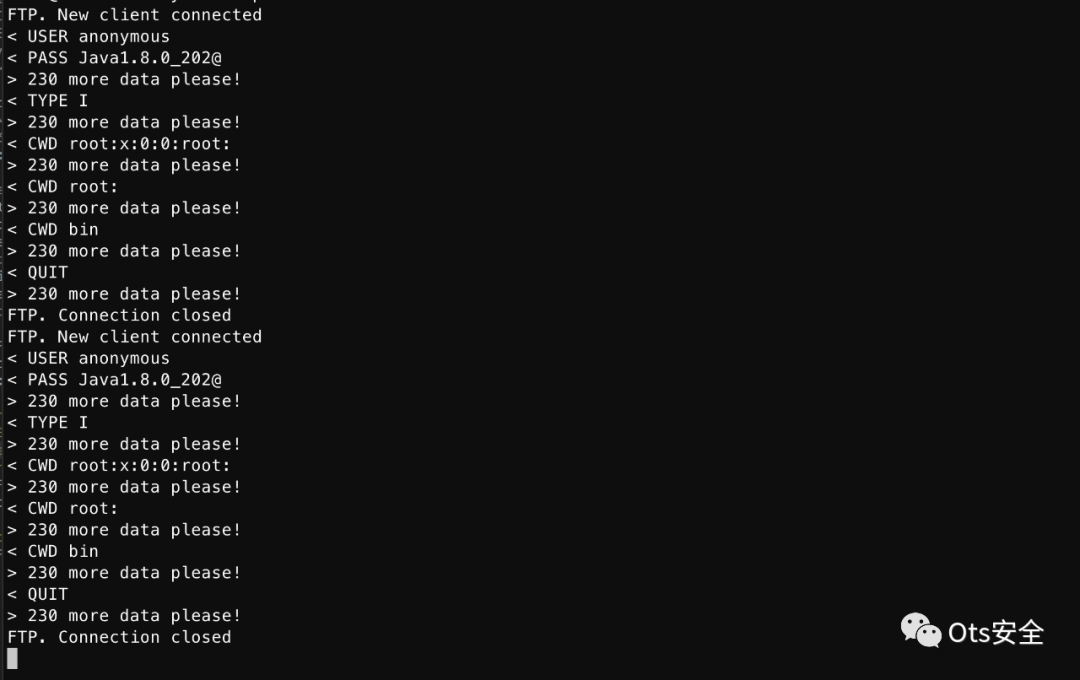 FTP. New client connected
< USER anonymous
< PASS Java1.8.0_202@
> 230 more data please!
< TYPE I
> 230 more data please!
< CWD root:x:0:0:root:
> 230 more data please!
< CWD root:
> 230 more data please!
< CWD bin
> 230 more data please!
< QUIT
> 230 more data please!
FTP. Connection closed
FTP. New client connected
< USER anonymous
< PASS Java1.8.0_202@
> 230 more data please!
< TYPE I
> 230 more data please!
< CWD root:x:0:0:root:
> 230 more data please!
< CWD root:
> 230 more data please!
< CWD bin
> 230 more data please!
< QUIT
> 230 more data please!
FTP. Connection closed
Ots安全